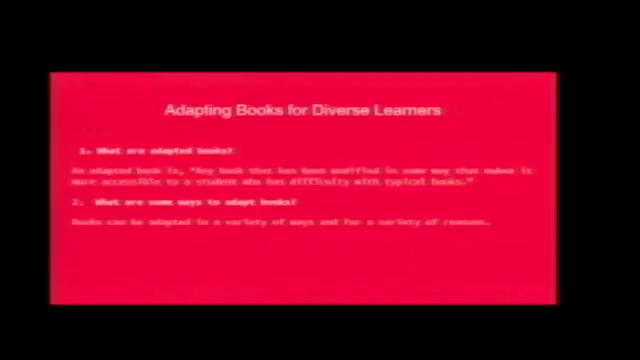 Adapting Books for Diverse Learners
1. What are adapted books?
An adapted book is, "Any book that has been modified in some way that makes it
more accessible to a student who has difficulty with typical books."
2. What are some ways to adapt books?
Books can be adapted in a variety of ways and for a variety of reasons.